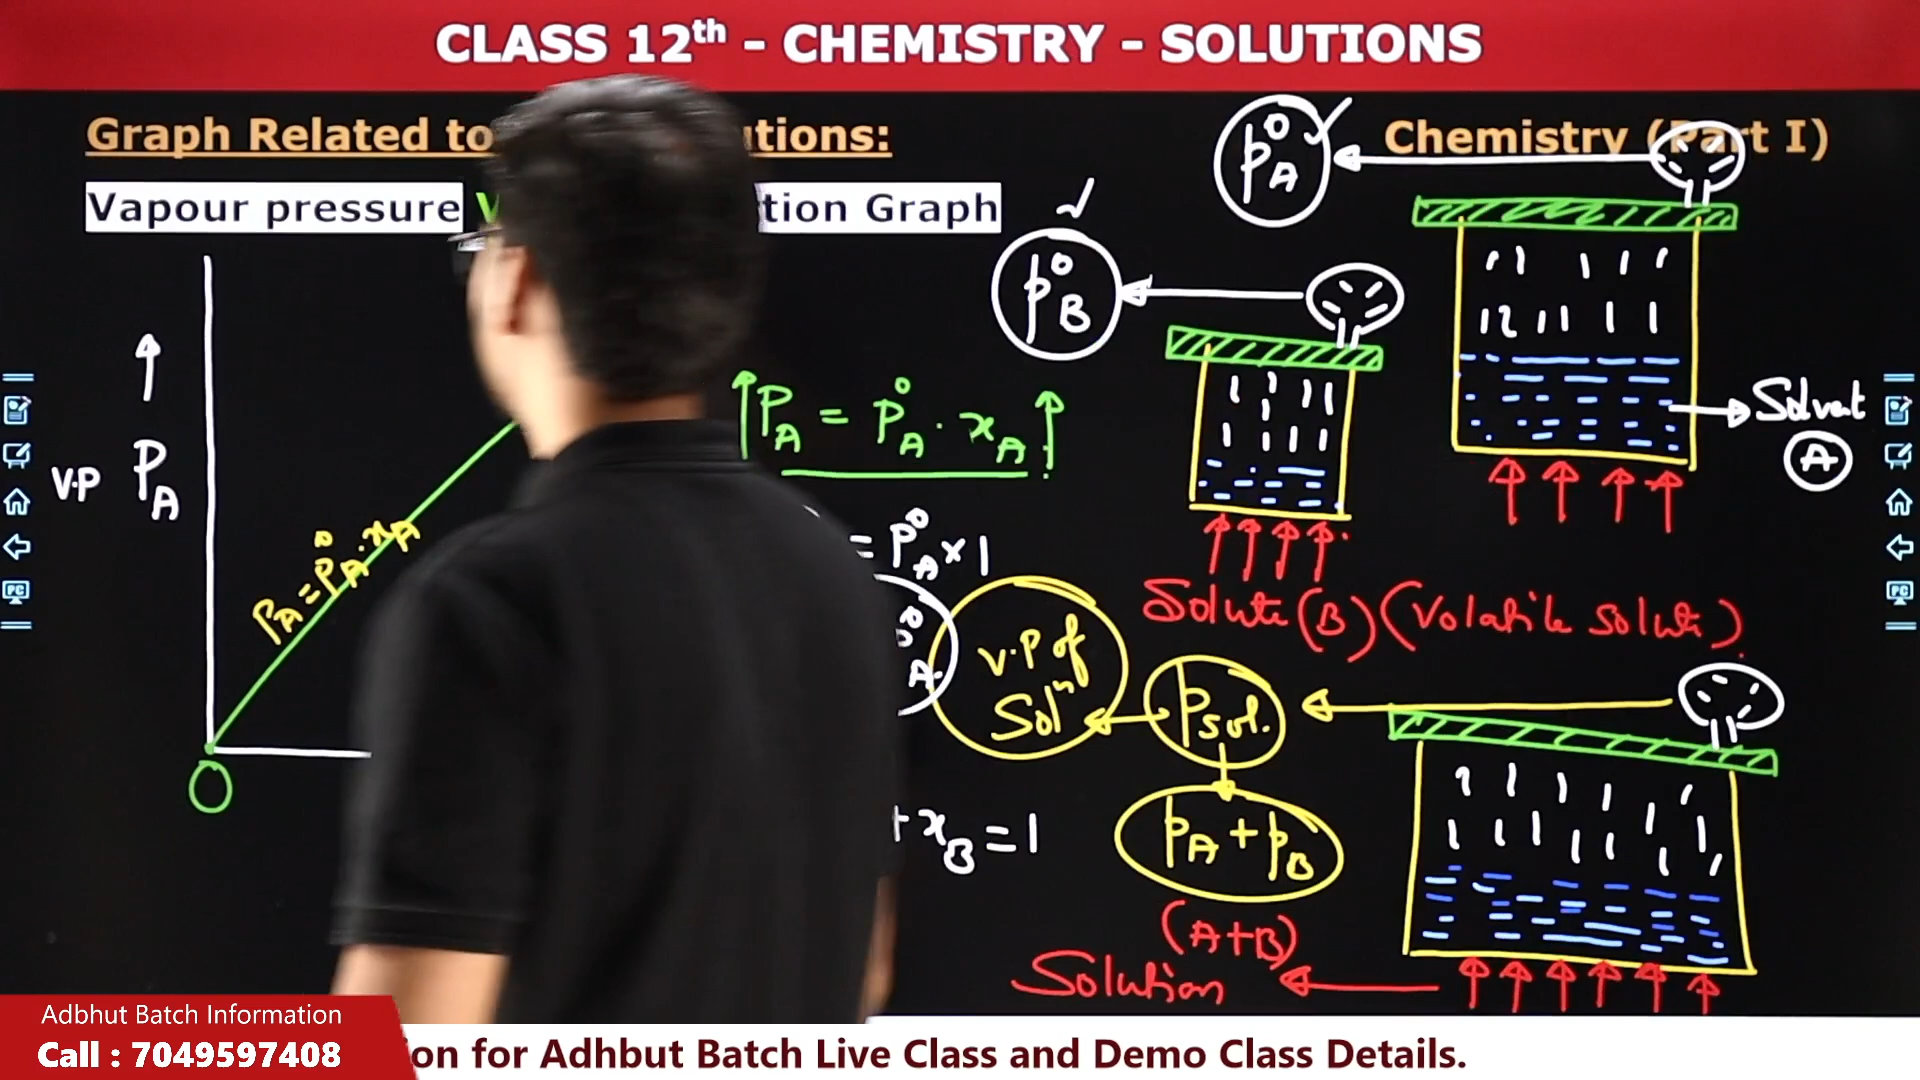 CLASS 12th - CHEMISTRY - SOLUTIONS
Graph Related to utions:
Chemistry (Part I)
Vapour pressure V tion Graph
p°A
p°B
V.P
PA
PA = P°A . xA
PA = P°A . xA
= P°A × 1
Solvent
A
Solute (B) (Volatile Solute)
V.P of
Solⁿ
Psol.
pA + pB
+ xB = 1
(A+B)
Solution
O
Adbhut Batch Information
Call : 7049597408
on for Adhbut Batch Live Class and Demo Class Details.